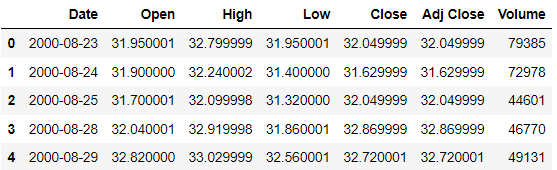 Date Open High Low Close Adj Close Volume
0 2000-08-23 31.950001 32.799999 31.950001 32.049999 32.049999 79385
1 2000-08-24 31.900000 32.240002 31.400000 31.629999 31.629999 72978
2 2000-08-25 31.700001 32.099998 31.320000 32.049999 32.049999 44601
3 2000-08-28 32.040001 32.919998 31.860001 32.869999 32.869999 46770
4 2000-08-29 32.820000 33.029999 32.560001 32.720001 32.720001 49131